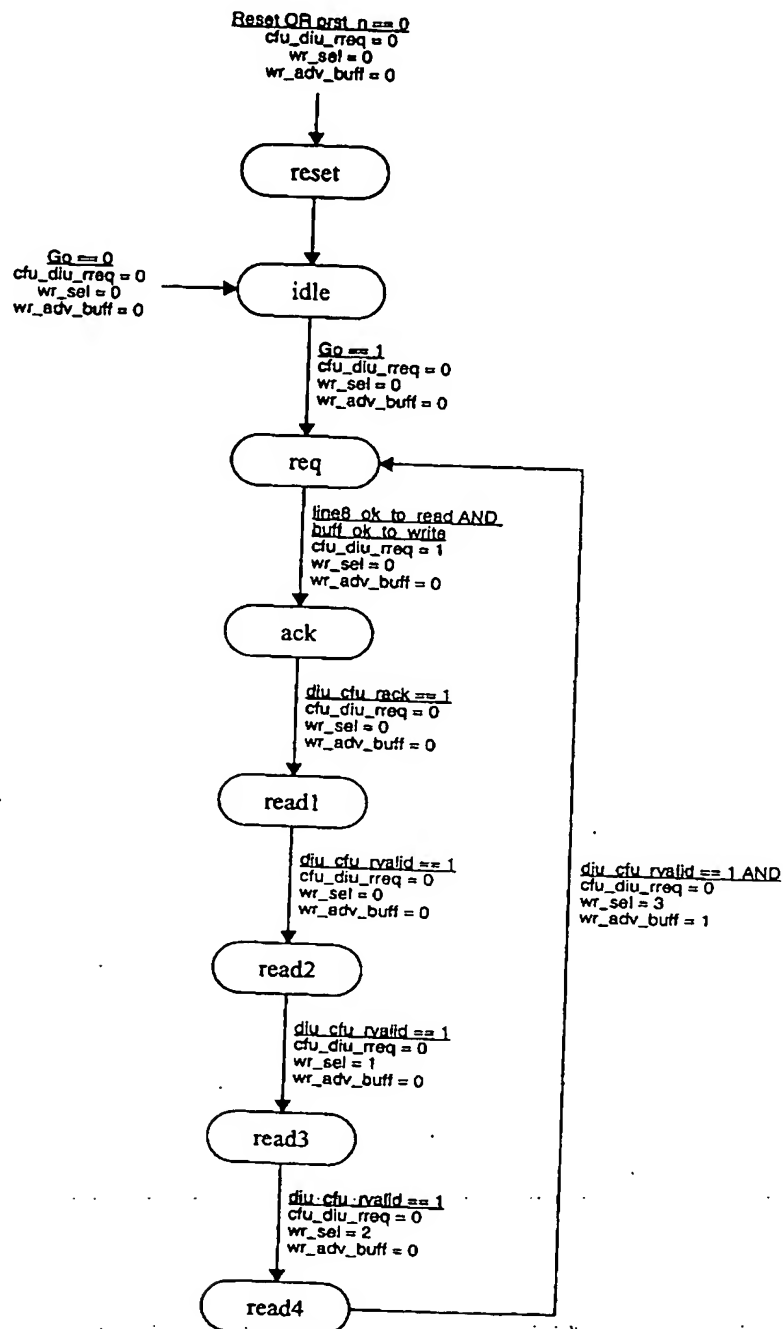 Reset OR prst_n == 0
cfu_diu_rreq = 0
wr_sel = 0
wr_adv_buff = 0
reset
Go == 0
cfu_diu_rreq = 0
wr_sel = 0
wr_adv_buff = 0
idle
Go == 1
cfu_diu_rreq = 0
wr_sel = 0
wr_adv_buff = 0
req
line8_ok_to_read AND
buff_ok_to_write
cfu_diu_rreq = 1
wr_sel = 0
wr_adv_buff = 0
ack
diu_cfu_rack == 1
cfu_diu_rreq = 0
wr_sel = 0
wr_adv_buff = 0
read1
diu_cfu_rvalid == 1
cfu_diu_rreq = 0
wr_sel = 0
wr_adv_buff = 0
diu_cfu_rvalid == 1 AND
cfu_diu_rreq = 0
wr_sel = 3
wr_adv_buff = 1
read2
diu_cfu_rvalid == 1
cfu_diu_rreq = 0
wr_sel = 1
wr_adv_buff = 0
read3
diu_cfu_rvalid == 1
cfu_diu_rreq = 0
wr_sel = 2
wr_adv_buff = 0
read4